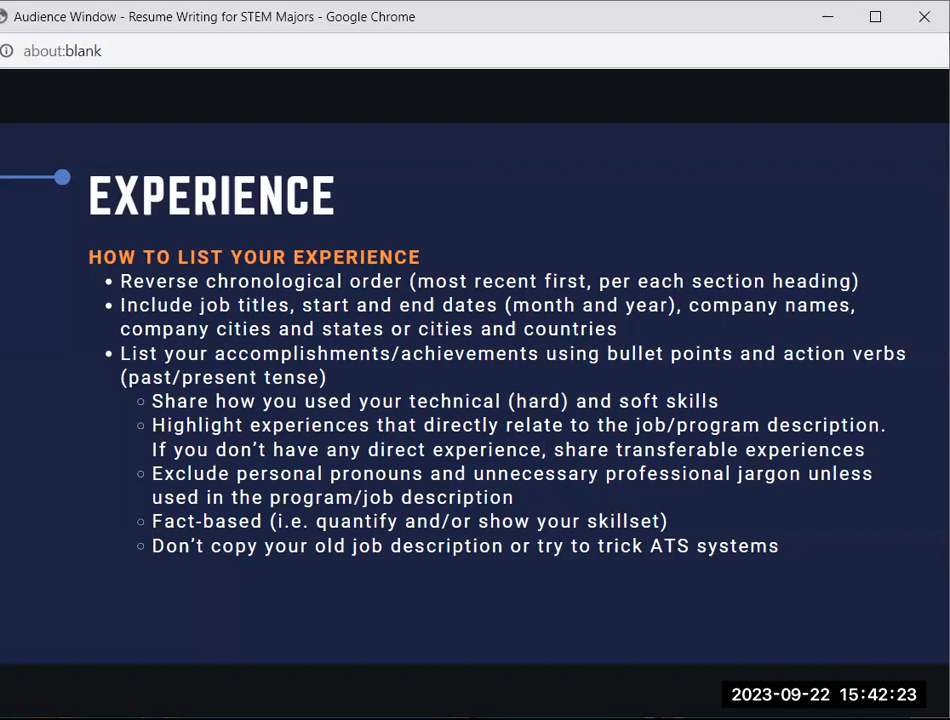 Audience Window - Resume Writing for STEM Majors - Google Chrome
about:blank
EXPERIENCE
HOW TO LIST YOUR EXPERIENCE
• Reverse chronological order (most recent first, per each section heading)
• Include job titles, start and end dates (month and year), company names,
company cities and states or cities and countries
• List your accomplishments/achievements using bullet points and action verbs
(past/present tense)
○ Share how you used your technical (hard) and soft skills
○ Highlight experiences that directly relate to the job/program description.
If you don’t have any direct experience, share transferable experiences
○ Exclude personal pronouns and unnecessary professional jargon unless
used in the program/job description
○ Fact-based (i.e. quantify and/or show your skillset)
○ Don’t copy your old job description or try to trick ATS systems
2023-09-22 15:42:23